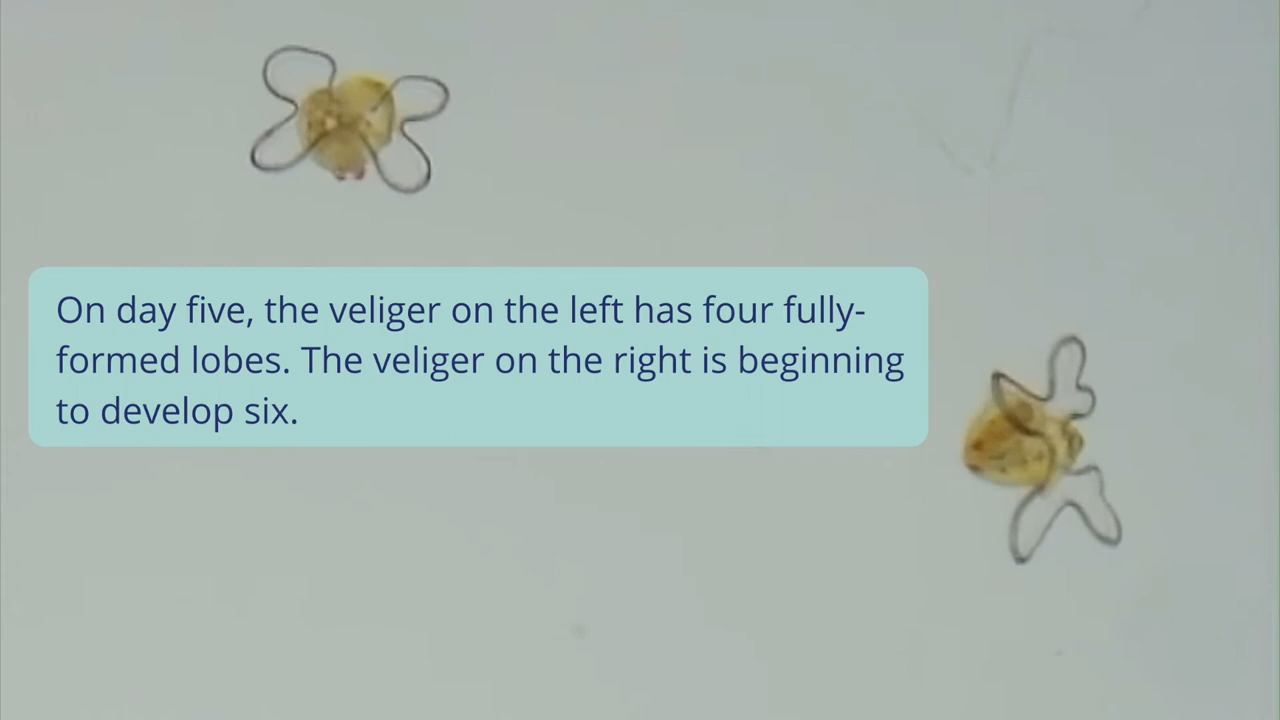 On day five, the veliger on the left has four fully-
formed lobes. The veliger on the right is beginning
to develop six.